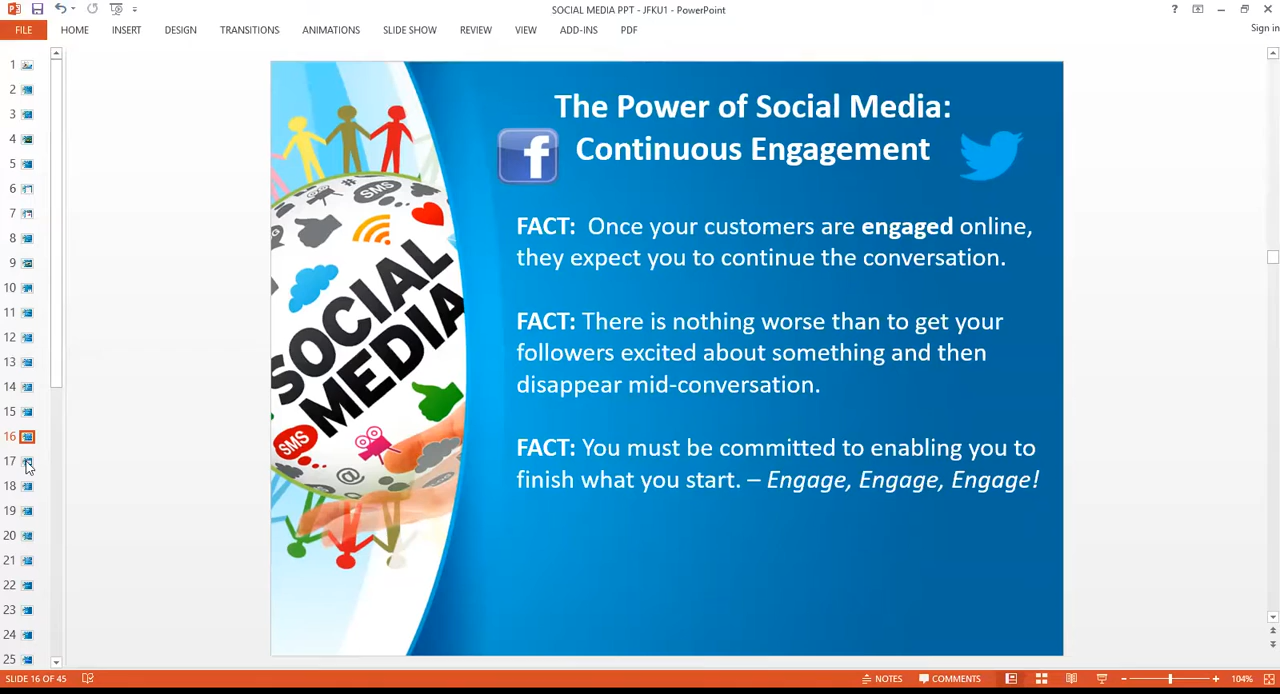 SOCIAL MEDIA PPT - JFKU1 - PowerPoint
FILE HOME INSERT DESIGN TRANSITIONS ANIMATIONS SLIDE SHOW REVIEW VIEW ADD-INS PDF Sign in
1
2
3
4
5
6
7
8
9
10
11
12
13
14
15
16
17
18
19
20
21
22
23
24
25
SMS
SOCIAL
MEDIA
SMS
@
The Power of Social Media:
f Continuous Engagement
FACT: Once your customers are engaged online,
they expect you to continue the conversation.
FACT: There is nothing worse than to get your
followers excited about something and then
disappear mid-conversation.
FACT: You must be committed to enabling you to
finish what you start. – Engage, Engage, Engage!
SLIDE 16 OF 45 NOTES COMMENTS 104%